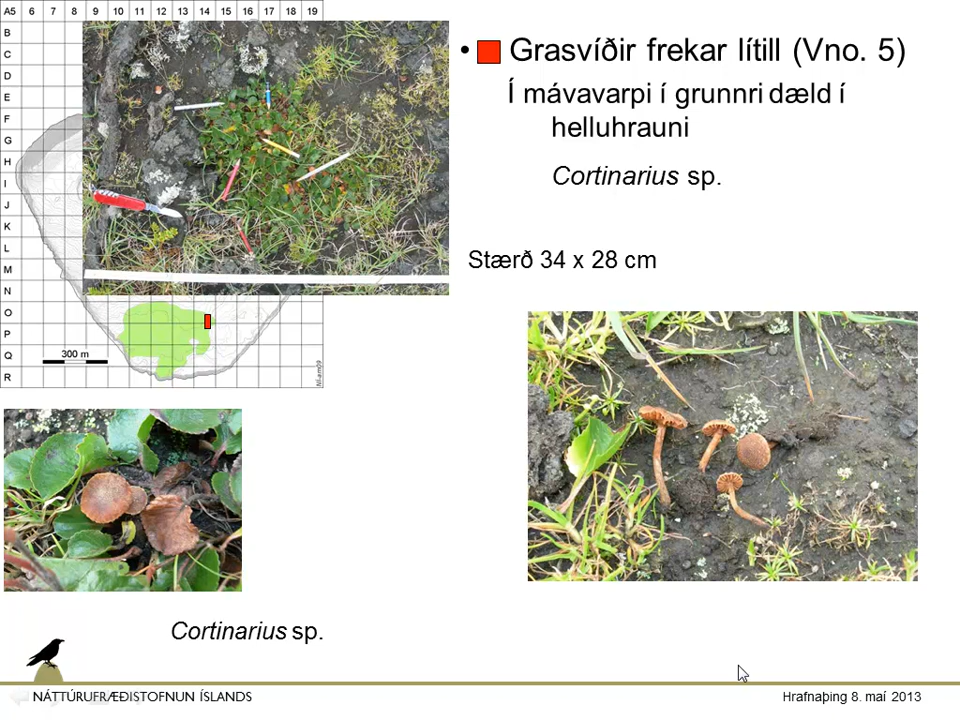 A5 6 7 8 9 10 11 12 13 14 15 16 17 18 19
B
C
D
E
F
G
H
I
J
K
L
M
N
O
P
Q
R
300 m
• Grasvíðir frekar lítill (Vno. 5)
Í mávavarpi í grunnri dæld í
helluhrauni
Cortinarius sp.
Stærð 34 x 28 cm
Cortinarius sp.
NÁTTÚRUFRÆÐISTOFNUN ÍSLANDS
Hrafnaþing 8. maí 2013